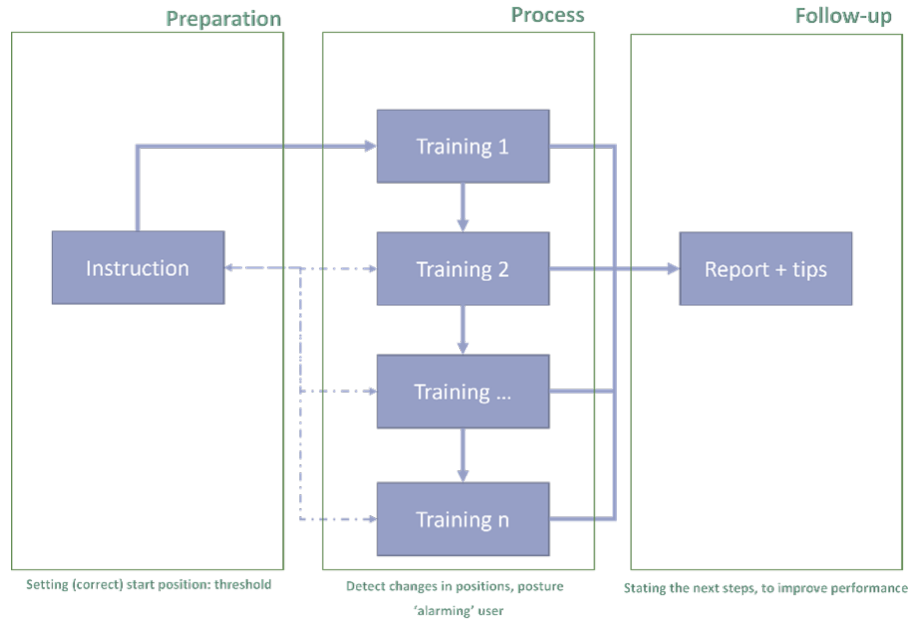 Preparation
Process
Follow-up
Training 1
Instruction
Training 2
Report + tips
Training ...
Training n
Setting (correct) start position: threshold
Detect changes in positions, posture
'alarming' user
Stating the next steps, to improve performance